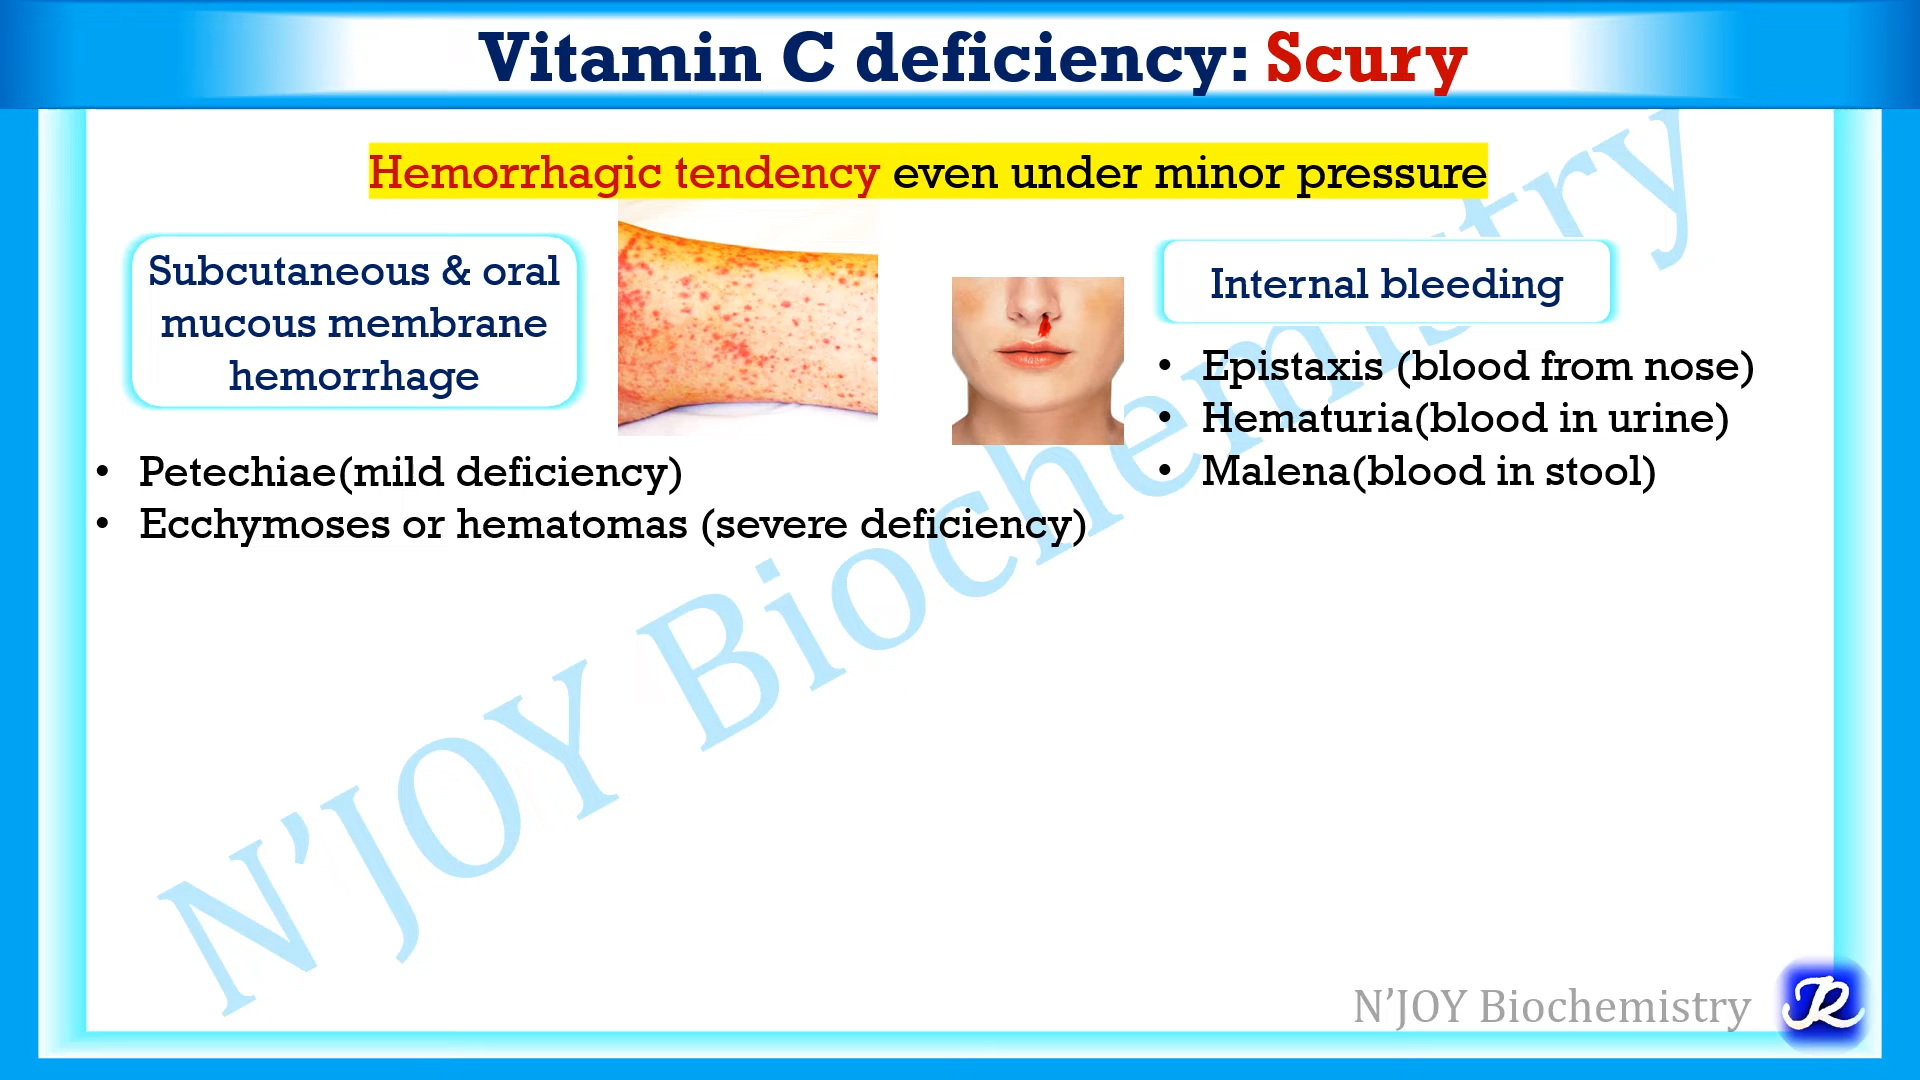 Vitamin C deficiency: Scury
Hemorrhagic tendency even under minor pressure
Subcutaneous & oral
mucous membrane
hemorrhage
• Petechiae(mild deficiency)
• Ecchymoses or hematomas (severe deficiency)
Internal bleeding
• Epistaxis (blood from nose)
• Hematuria(blood in urine)
• Malena(blood in stool)
N’JOY Biochemistry
N’JOY Biochemistry
JR